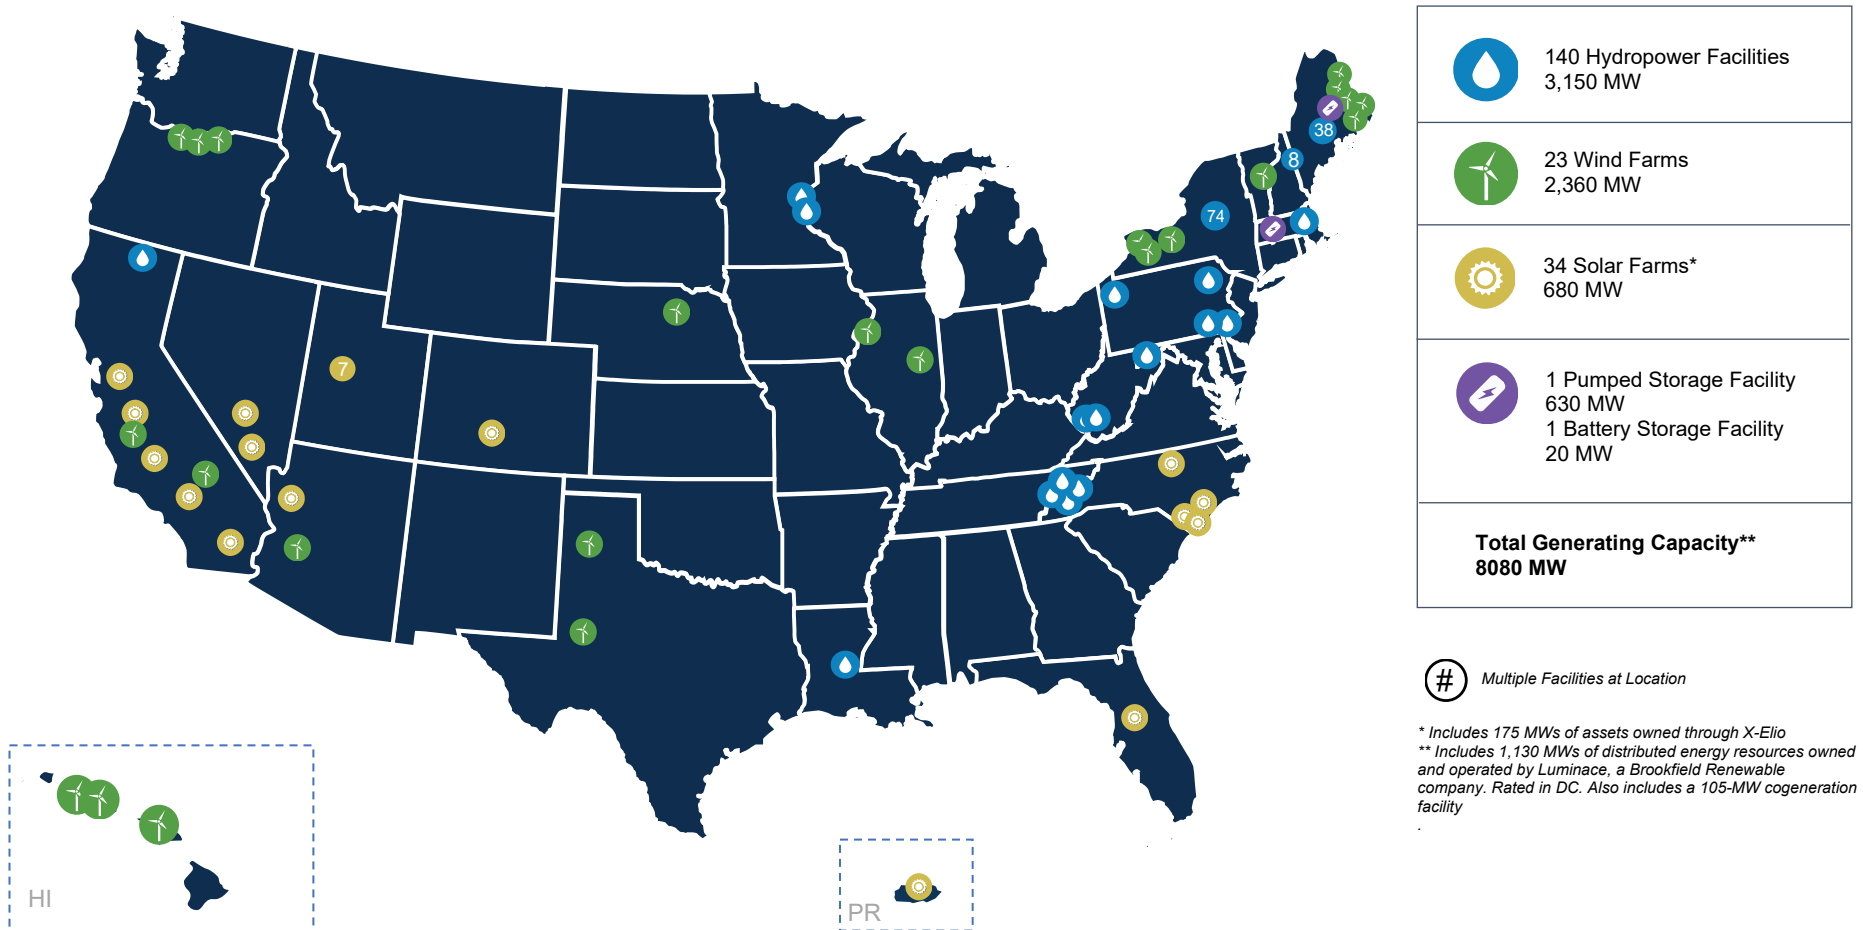 38
8
74
7
HI
PR
140 Hydropower Facilities
3,150 MW
23 Wind Farms
2,360 MW
34 Solar Farms*
680 MW
1 Pumped Storage Facility
630 MW
1 Battery Storage Facility
20 MW
Total Generating Capacity**
8080 MW
# Multiple Facilities at Location
* Includes 175 MWs of assets owned through X-Elio
** Includes 1,130 MWs of distributed energy resources owned
and operated by Luminace, a Brookfield Renewable
company. Rated in DC. Also includes a 105-MW cogeneration
facility
.